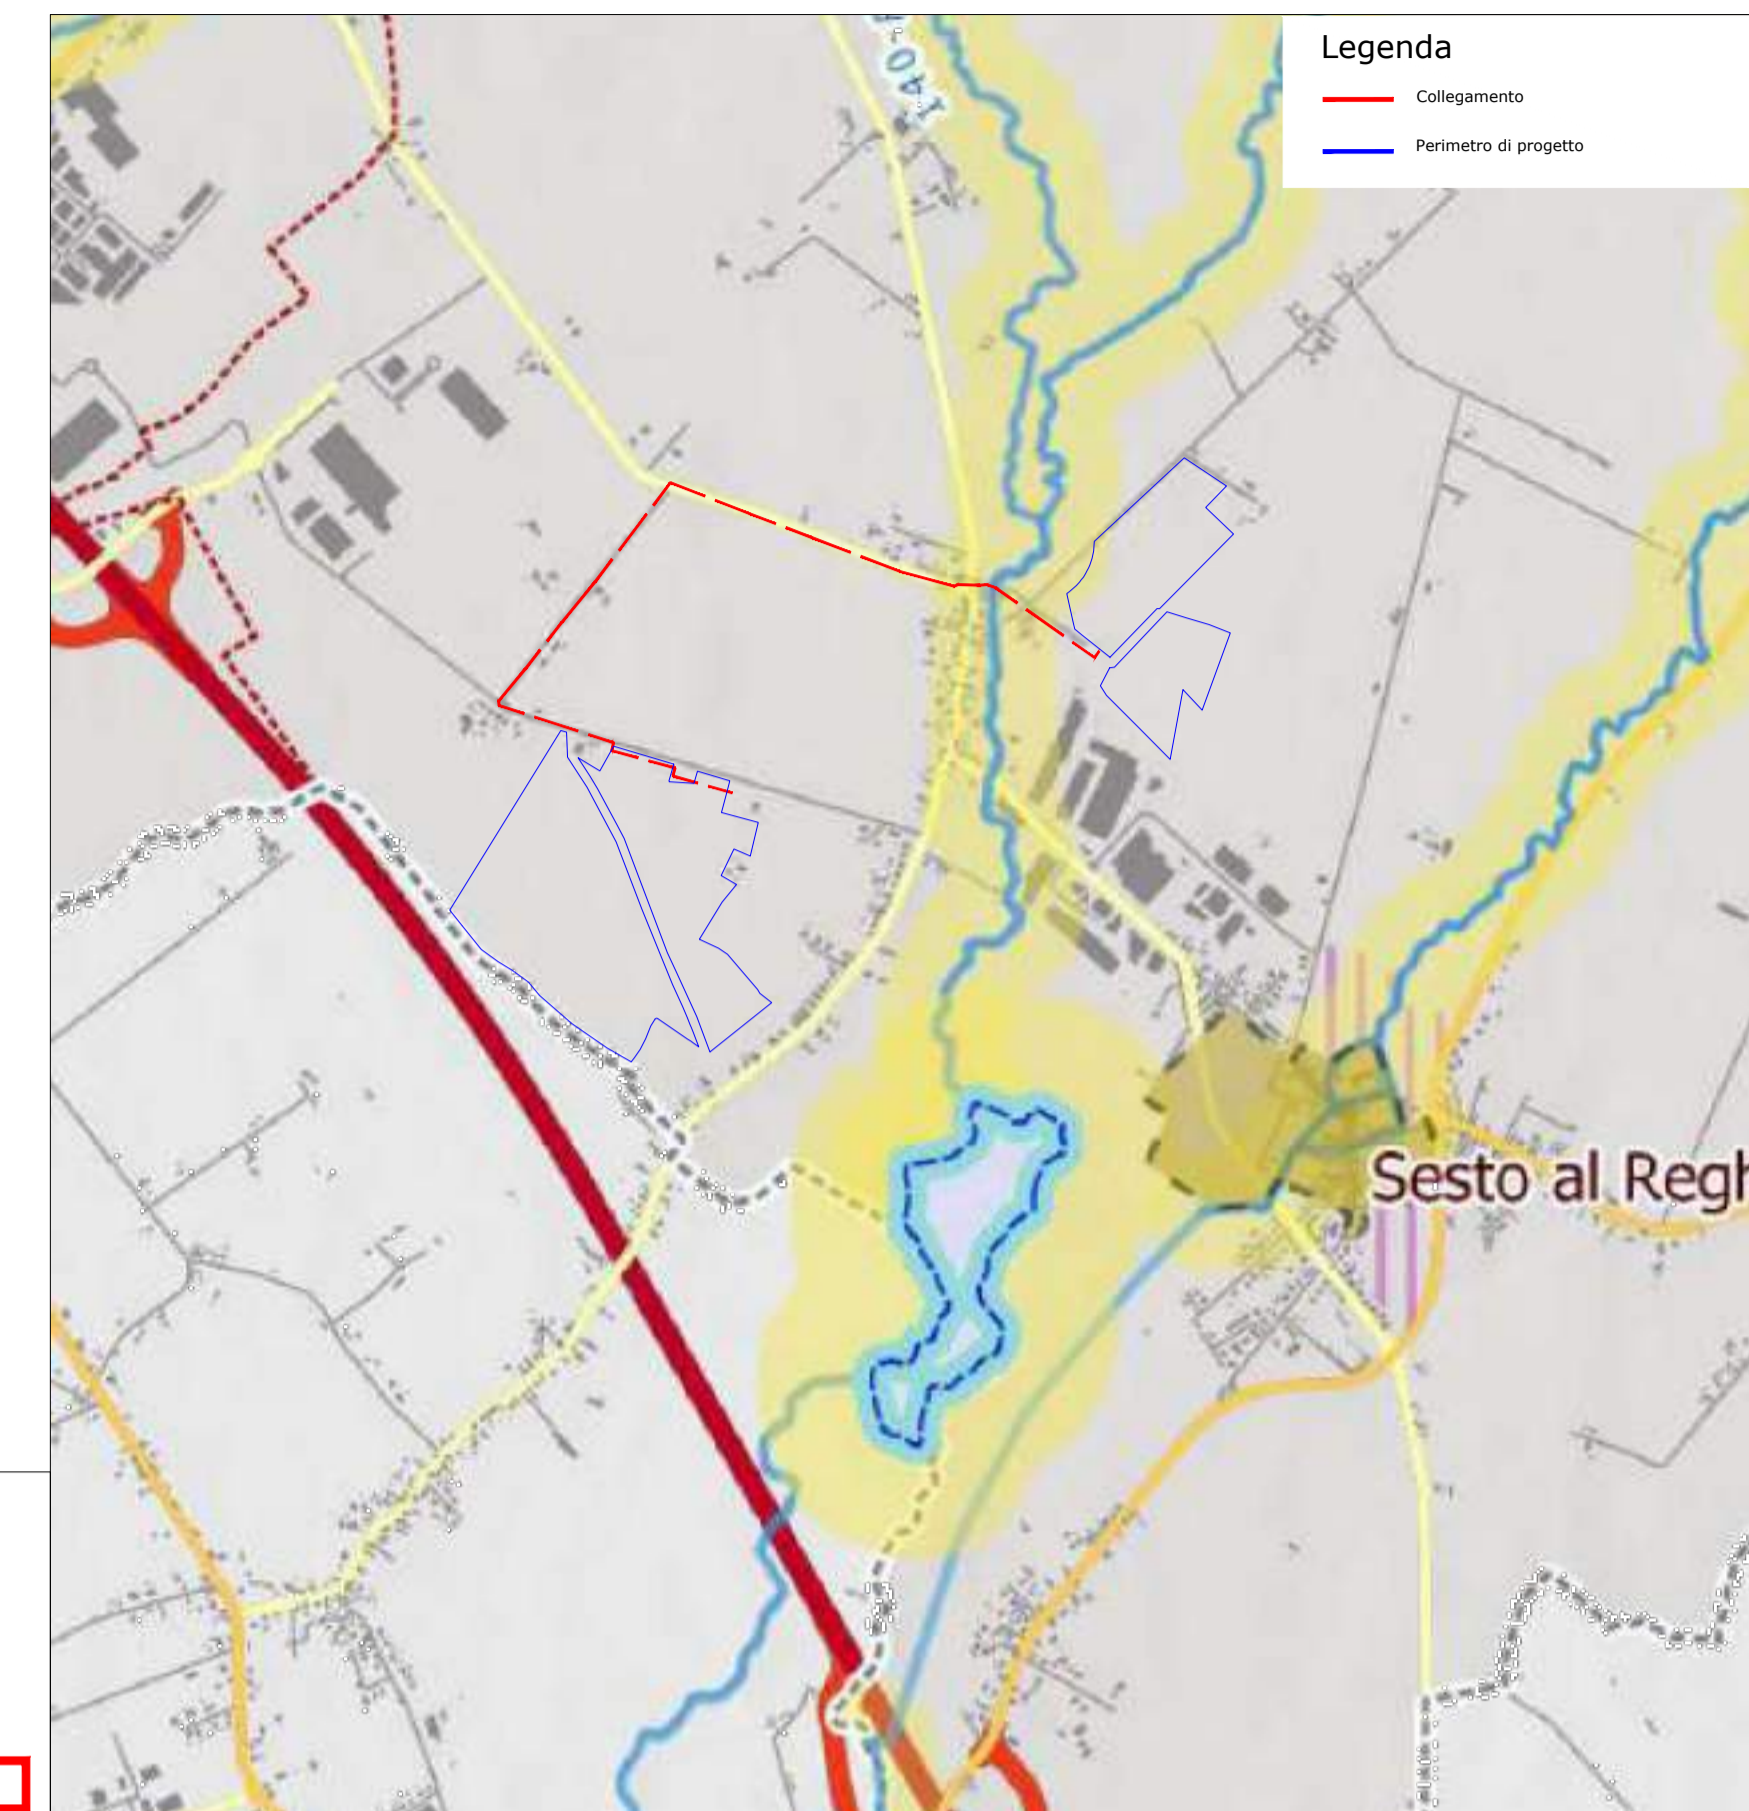 Legenda
Collegamento
Perimetro di progetto
Sesto al Regh